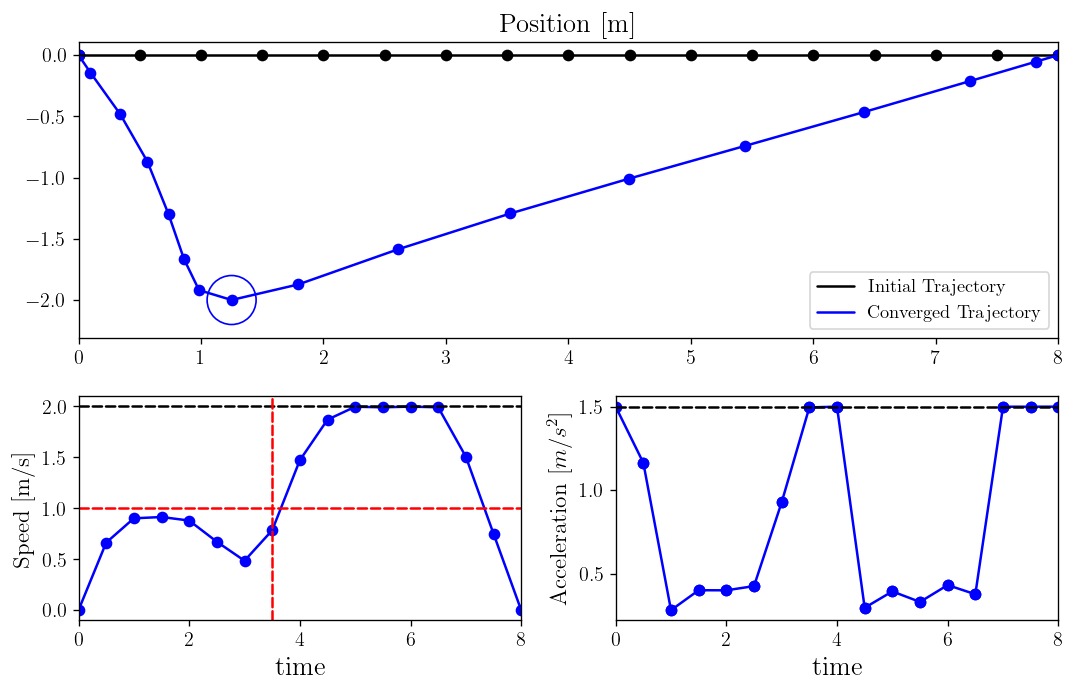 Position [m]
0.0
−0.5
−1.0
−1.5
−2.0
0 1 2 3 4 5 6 7 8
Initial Trajectory
Converged Trajectory
Speed [m/s]
2.0
1.5
1.0
0.5
0.0
0 2 4 6 8
time
Acceleration [m/s²]
1.5
1.0
0.5
0 2 4 6 8
time